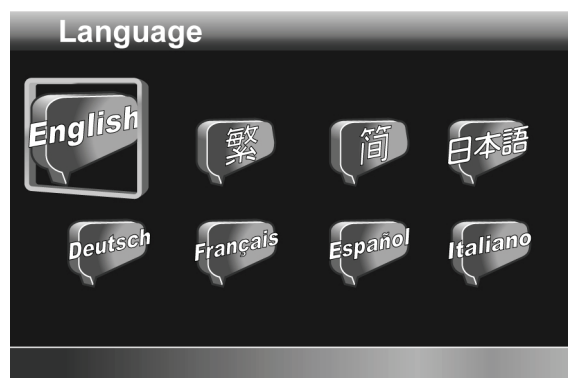 Language
English 繁 简 日本語
Deutsch Français Español Italiano